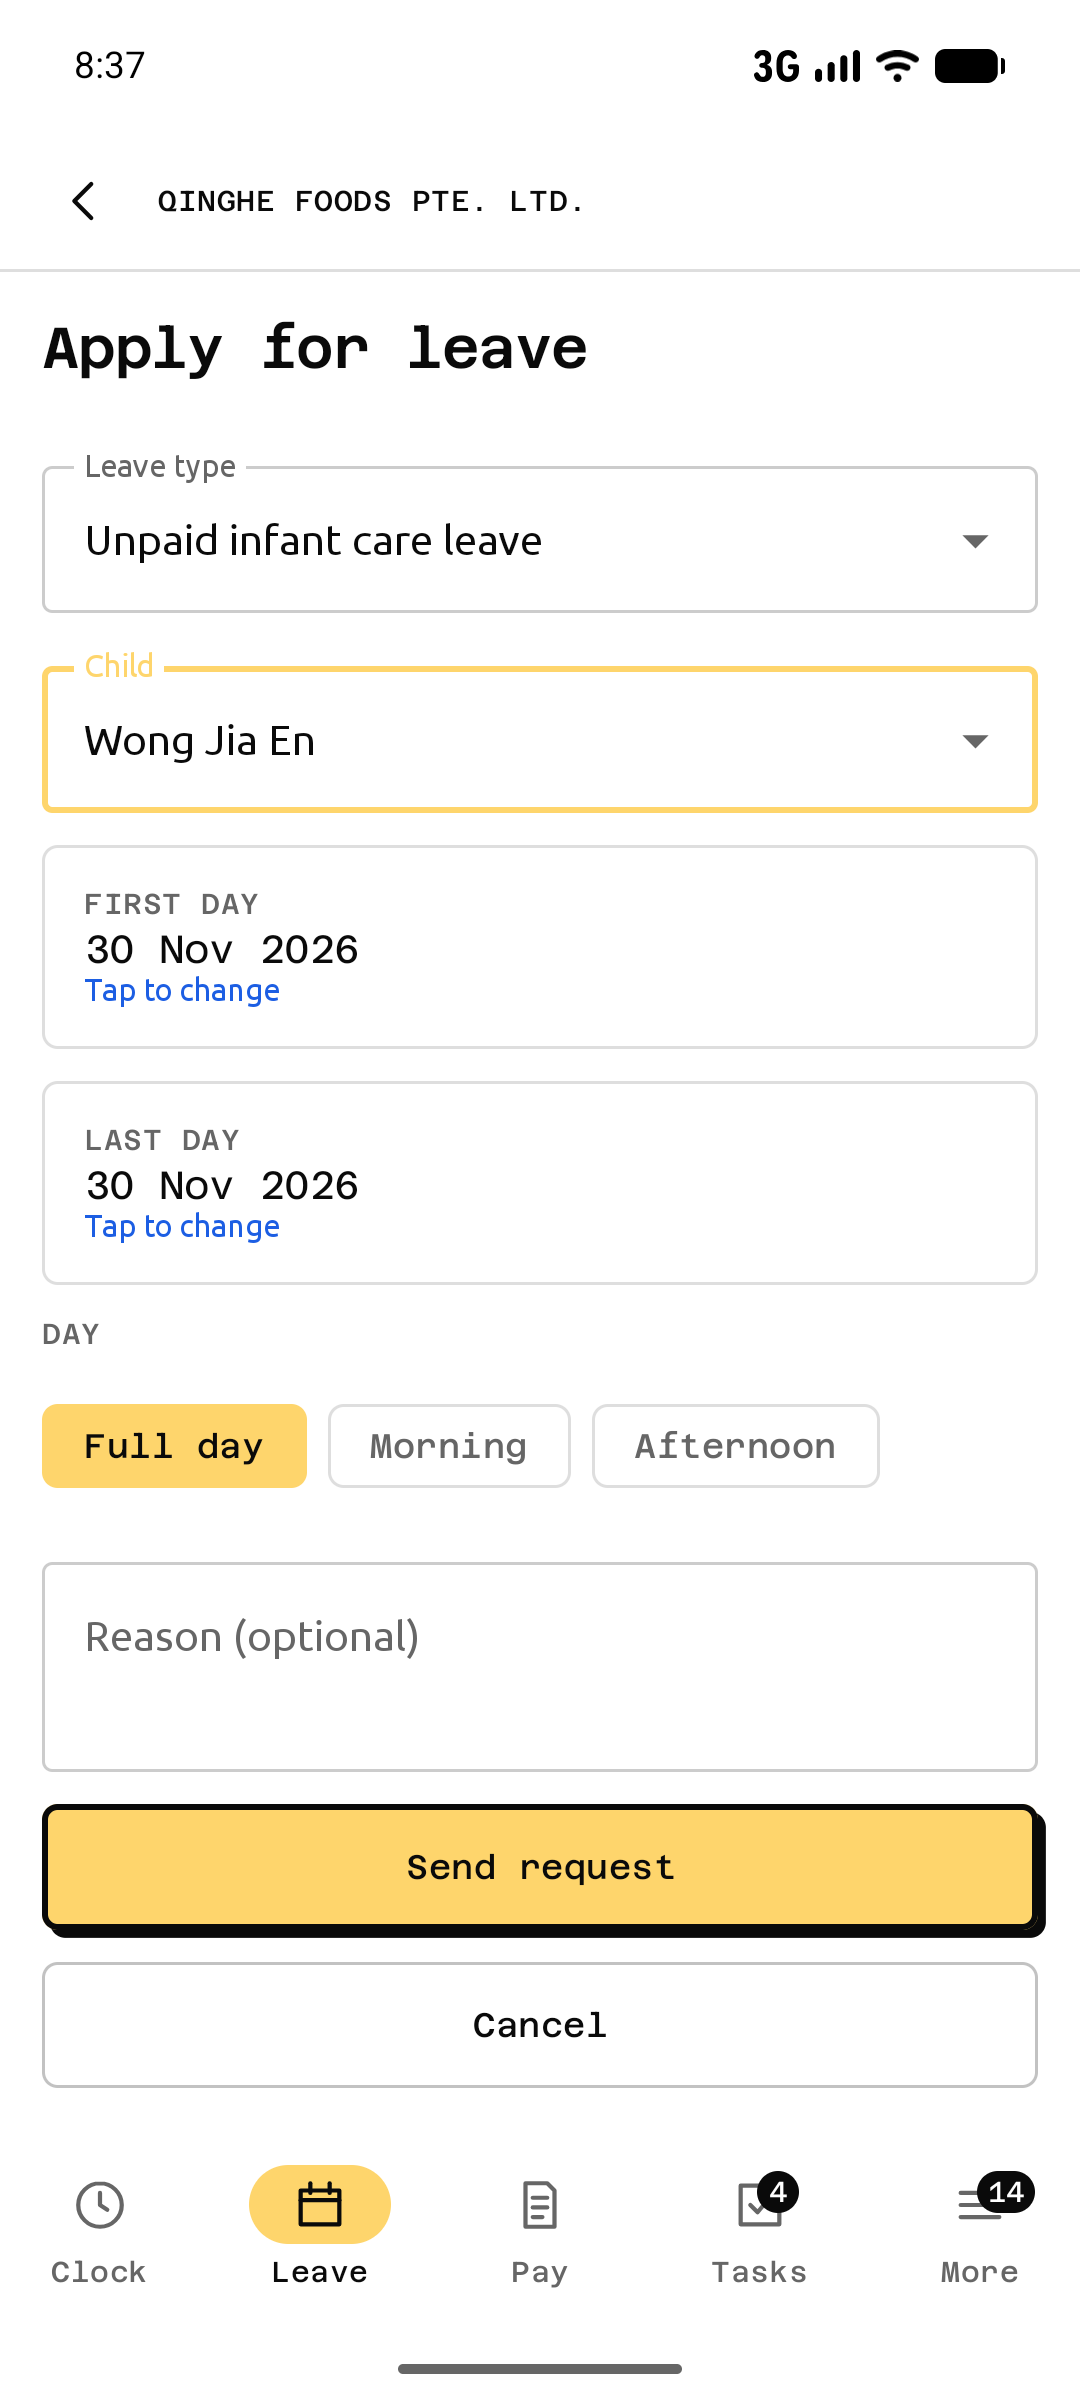 8:37
3G
QINGHE FOODS PTE. LTD.
Apply for leave
Leave type
Unpaid infant care leave
Child
Wong Jia En
FIRST DAY
30 Nov 2026
Tap to change
LAST DAY
30 Nov 2026
Tap to change
DAY
Full day
Morning
Afternoon
Reason (optional)
Send request
Cancel
4
14
Clock
Leave
Pay
Tasks
More